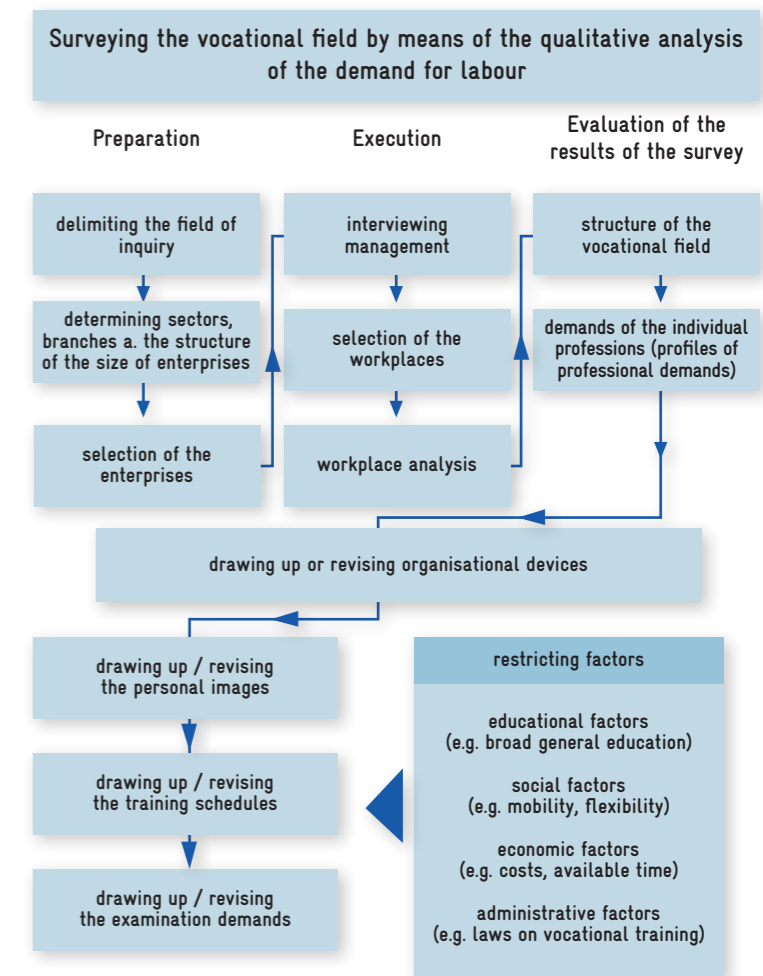 Surveying the vocational field by means of the qualitative analysis
of the demand for labour
Preparation
Execution
Evaluation of the
results of the survey
delimiting the field of
inquiry
determining sectors,
branches a. the structure
of the size of enterprises
selection of the
enterprises
interviewing
management
selection of the
workplaces
workplace analysis
structure of the
vocational field
demands of the individual
professions (profiles of
professional demands)
drawing up or revising organisational devices
drawing up / revising
the personal images
drawing up / revising
the training schedules
drawing up / revising
the examination demands
restricting factors
educational factors
(e.g. broad general education)
social factors
(e.g. mobility, flexibility)
economic factors
(e.g. costs, available time)
administrative factors
(e.g. laws on vocational training)